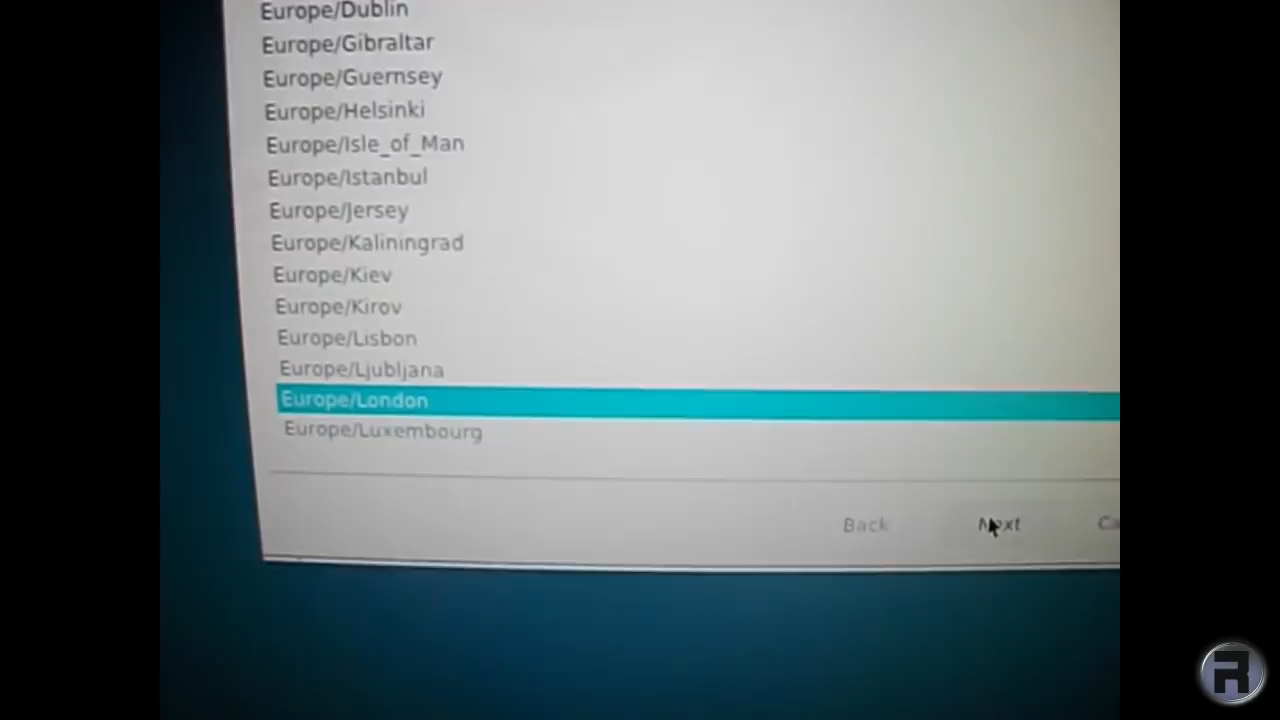 Europe/Dublin
Europe/Gibraltar
Europe/Guernsey
Europe/Helsinki
Europe/Isle_of_Man
Europe/Istanbul
Europe/Jersey
Europe/Kaliningrad
Europe/Kiev
Europe/Kirov
Europe/Lisbon
Europe/Ljubljana
Europe/London
Europe/Luxembourg
Back Next
R